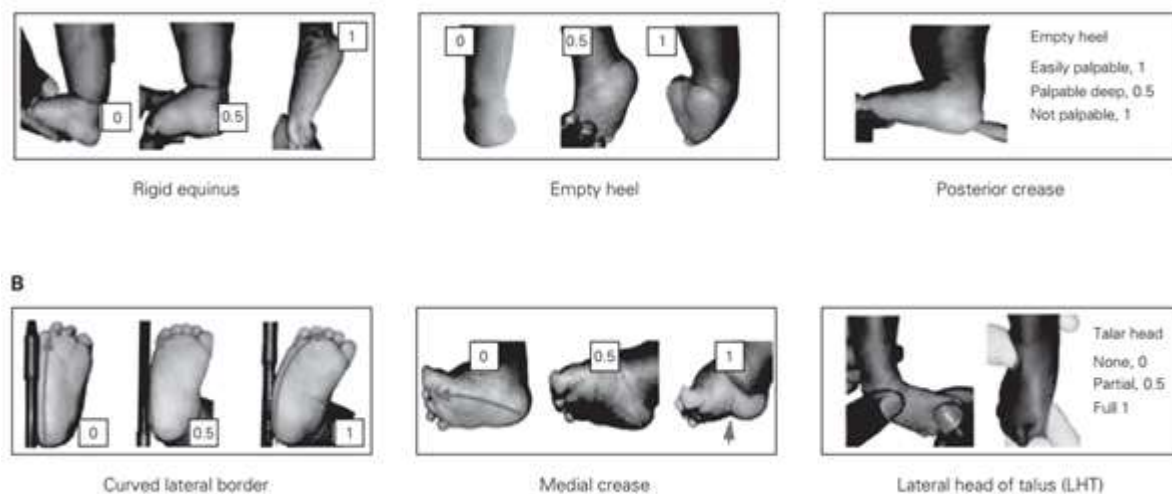 0
0.5
1
Rigid equinus
0
0.5
1
Empty heel
Empty heel
Easily palpable, 1
Palpable deep, 0.5
Not palpable, 1
Posterior crease
B
0
0.5
1
Curved lateral border
0
0.5
1
Medial crease
Talar head
None, 0
Partial, 0.5
Full 1
Lateral head of talus (LHT)